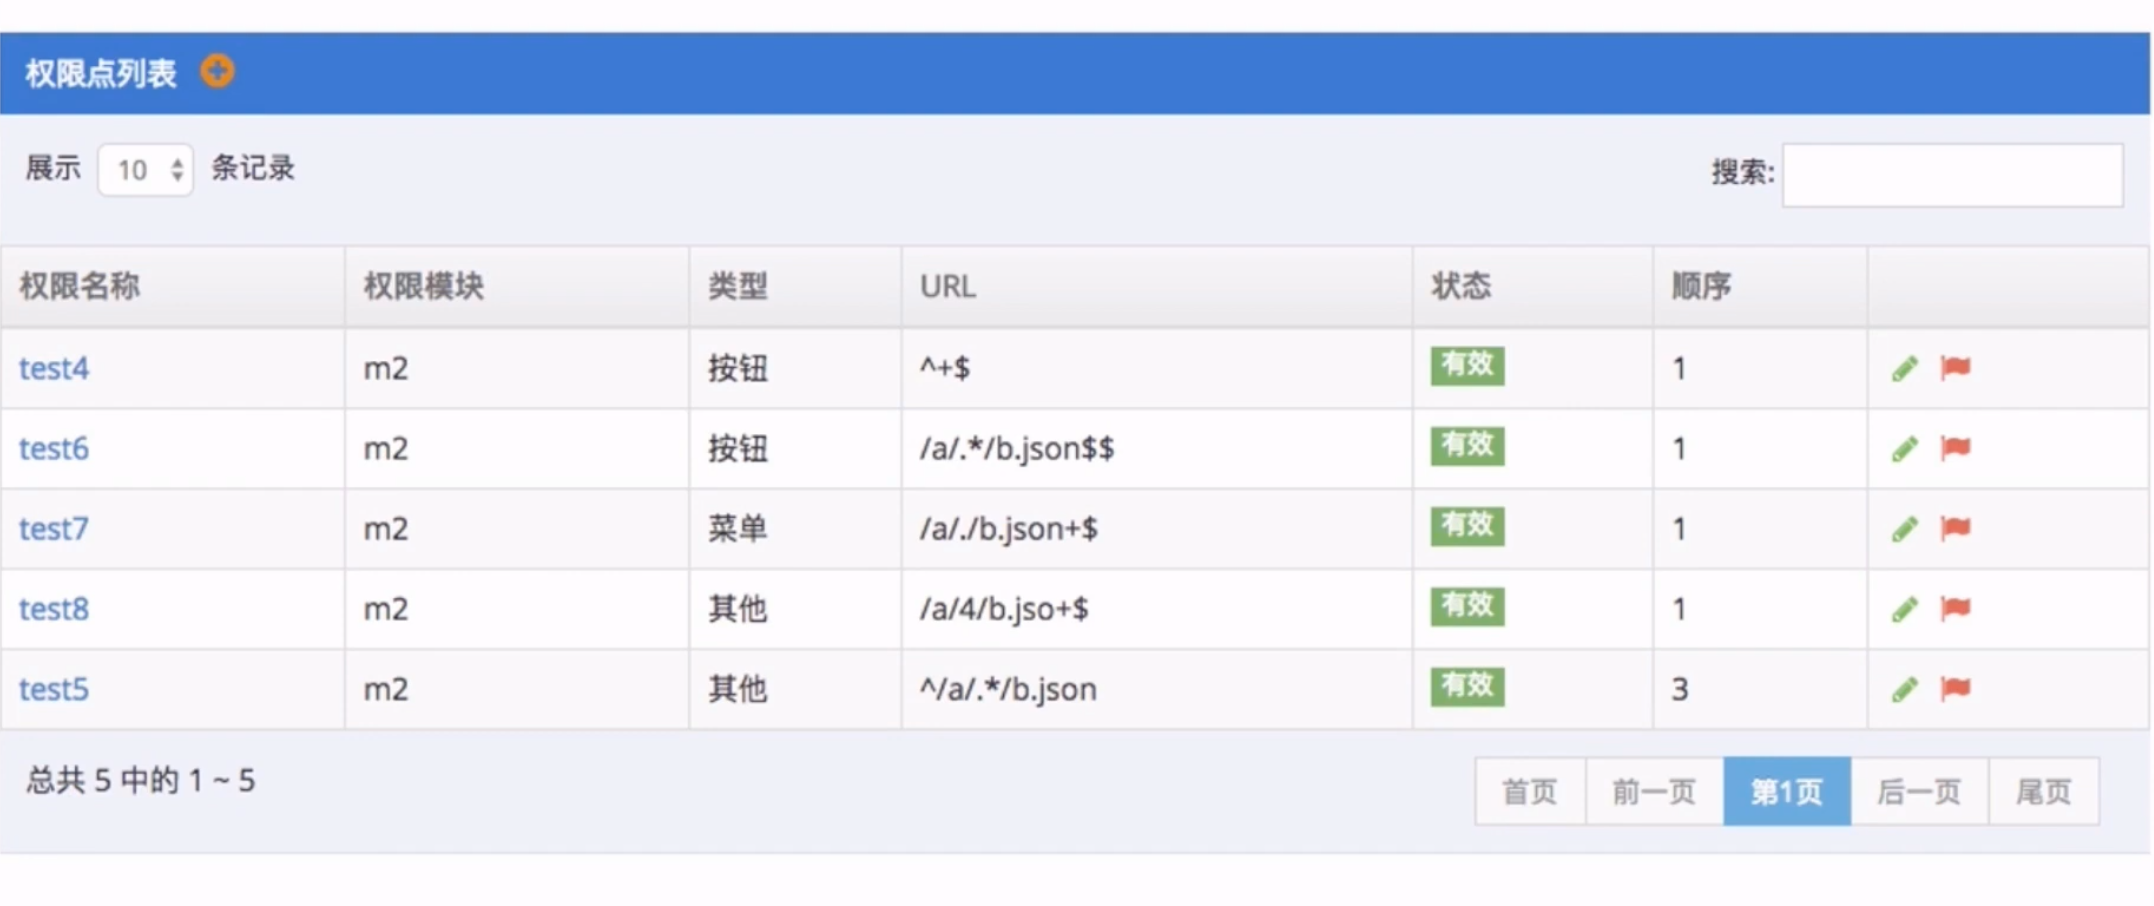 权限点列表
展示 10 条记录 搜索:
权限名称 权限模块 类型 URL 状态 顺序
test4 m2 按钮 ^+$ 有效 1
test6 m2 按钮 /a/.*/b.json$$ 有效 1
test7 m2 菜单 /a/./b.json+$ 有效 1
test8 m2 其他 /a/4/b.jso+$ 有效 1
test5 m2 其他 ^/a/.*/b.json 有效 3
总共 5 中的 1 ~ 5 首页 前一页 第1页 后一页 尾页